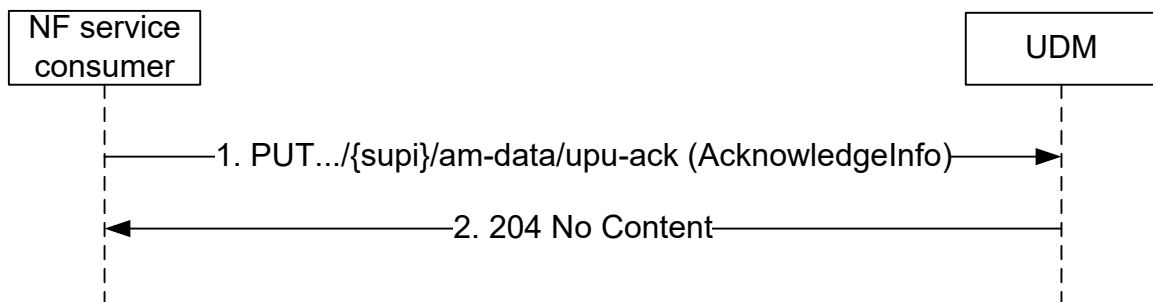 NF service
consumer
UDM
1. PUT.../{supi}/am-data/upu-ack (AcknowledgeInfo)
2. 204 No Content